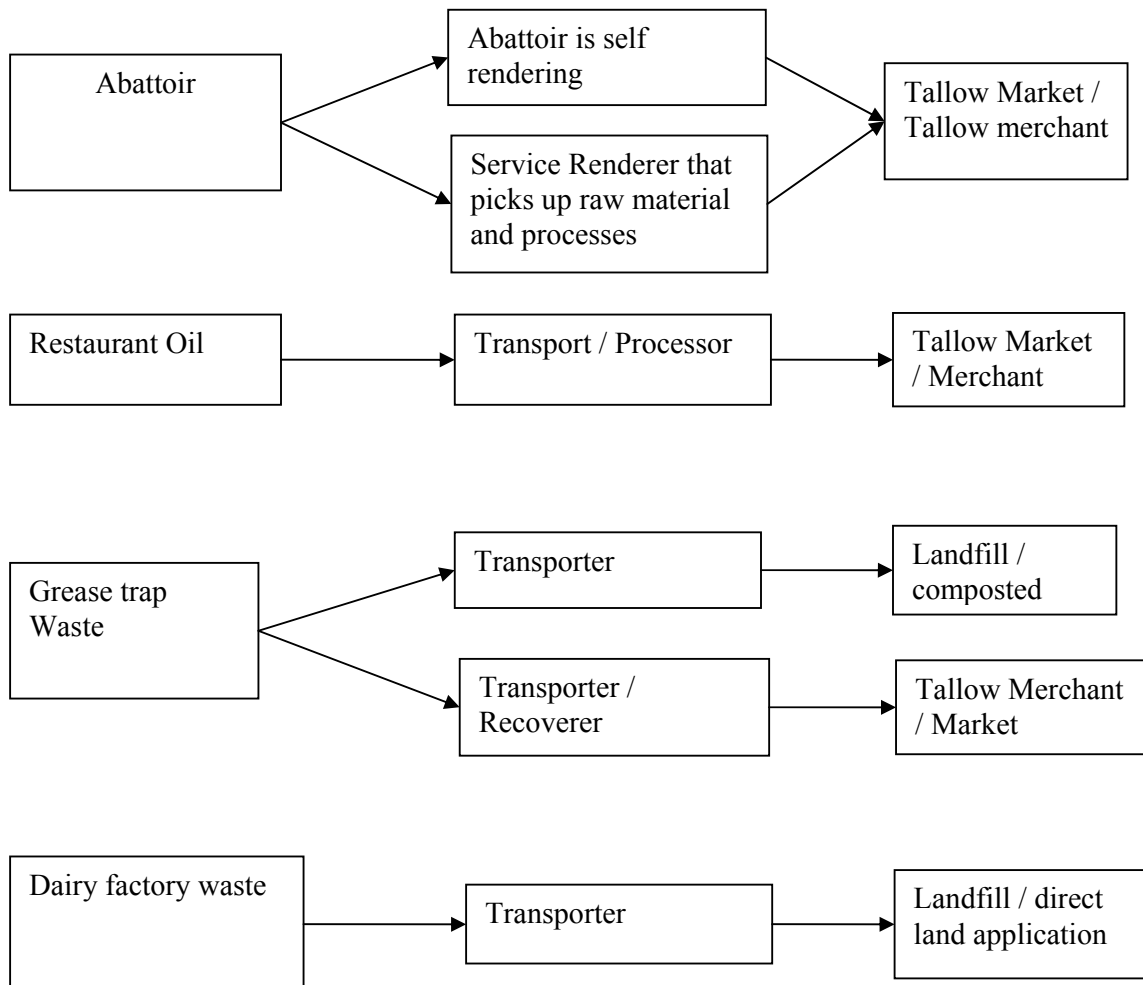 Abattoir
Abattoir is self
rendering
Service Renderer that
picks up raw material
and processes
Tallow Market /
Tallow merchant
Restaurant Oil
Transport / Processor
Tallow Market
/ Merchant
Grease trap
Waste
Transporter
Landfill /
composted
Transporter /
Recoverer
Tallow Merchant
/ Market
Dairy factory waste
Transporter
Landfill / direct
land application